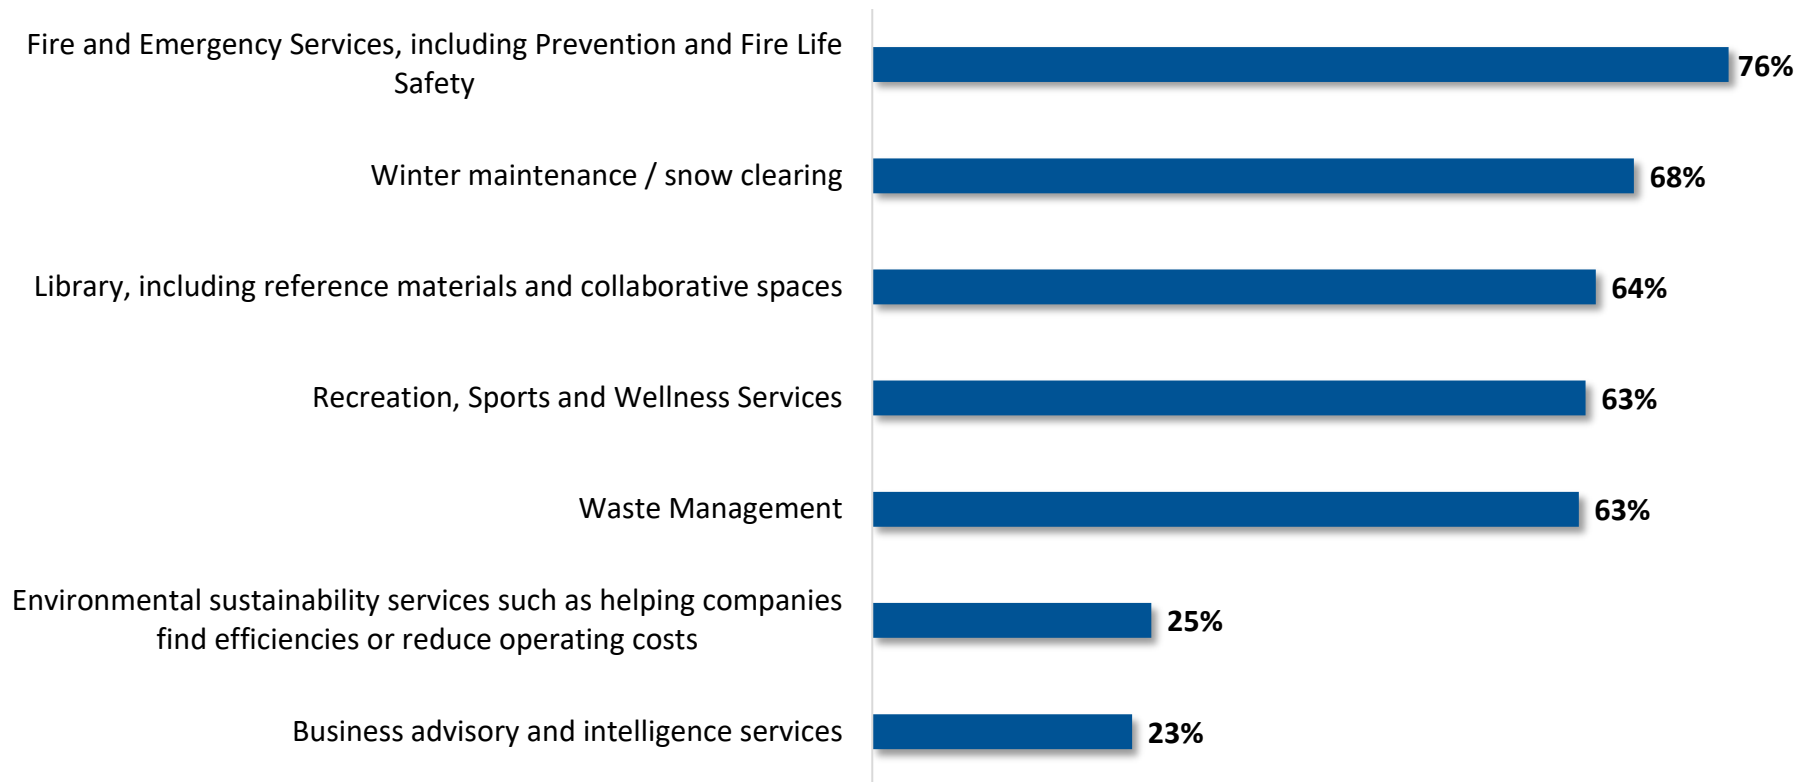 Fire and Emergency Services, including Prevention and Fire Life
Safety
76%
Winter maintenance / snow clearing
68%
Library, including reference materials and collaborative spaces
64%
Recreation, Sports and Wellness Services
63%
Waste Management
63%
Environmental sustainability services such as helping companies
find efficiencies or reduce operating costs
25%
Business advisory and intelligence services
23%